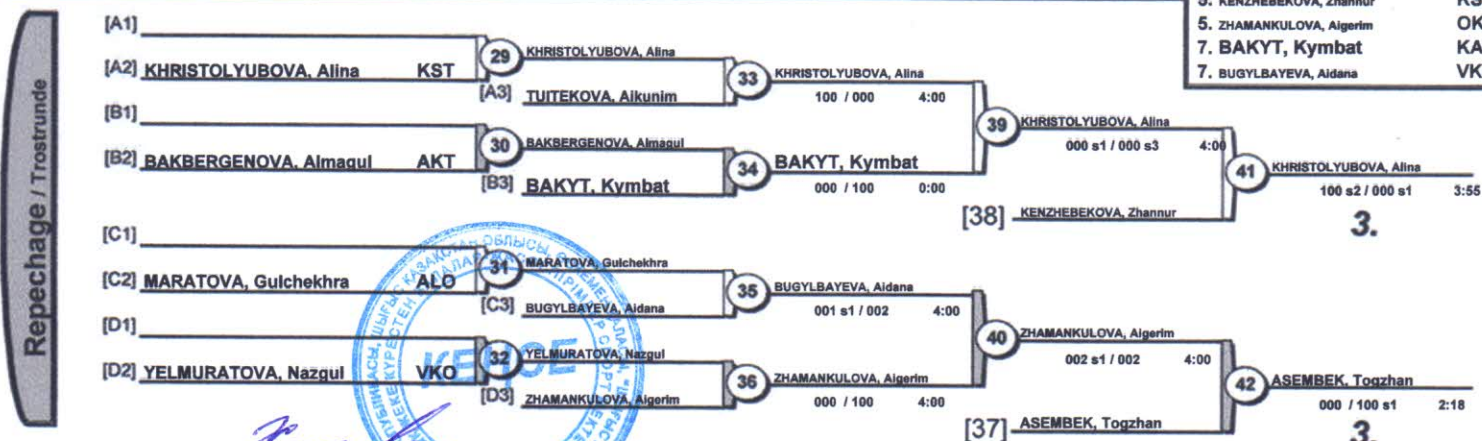 Repechage / Trostrunde
[A1]
[A2] KHRISTOLYUBOVA, Alina KST
29
KHRISTOLYUBOVA, Alina
[A3] TUITEKOVA, Aikunim
33
KHRISTOLYUBOVA, Alina
100 / 000 4:00
[B1]
[B2] BAKBERGENOVA, Almagul AKT
30
BAKBERGENOVA, Almagul
[B3] BAKYT, Kymbat
34
BAKYT, Kymbat
000 / 100 0:00
39
KHRISTOLYUBOVA, Alina
000 s1 / 000 s3 4:00
[38] KENZHEBEKOVA, Zhannur
41
KHRISTOLYUBOVA, Alina
100 s2 / 000 s1 3:55
3.
[C1]
[C2] MARATOVA, Gulchekhra ALO
31
MARATOVA, Gulchekhra
[C3] BUGYLBAYEVA, Aidana
35
BUGYLBAYEVA, Aidana
001 s1 / 002 4:00
[D1]
[D2] YELMURATOVA, Nazgul VKO
32
YELMURATOVA, Nazgul
[D3] ZHAMANKULOVA, Aigerim
36
ZHAMANKULOVA, Aigerim
000 / 100 4:00
40
ZHAMANKULOVA, Aigerim
002 s1 / 002 4:00
[37] ASEMBEK, Togzhan
42
ASEMBEK, Togzhan
000 / 100 s1 2:18
3.
5. KENZHEBEKOVA, Zhannur
5. ZHAMANKULOVA, Aigerim OK
7. BAKYT, Kymbat KA
7. BUGYLBAYEVA, Aidana VK
КЕҢСЕ